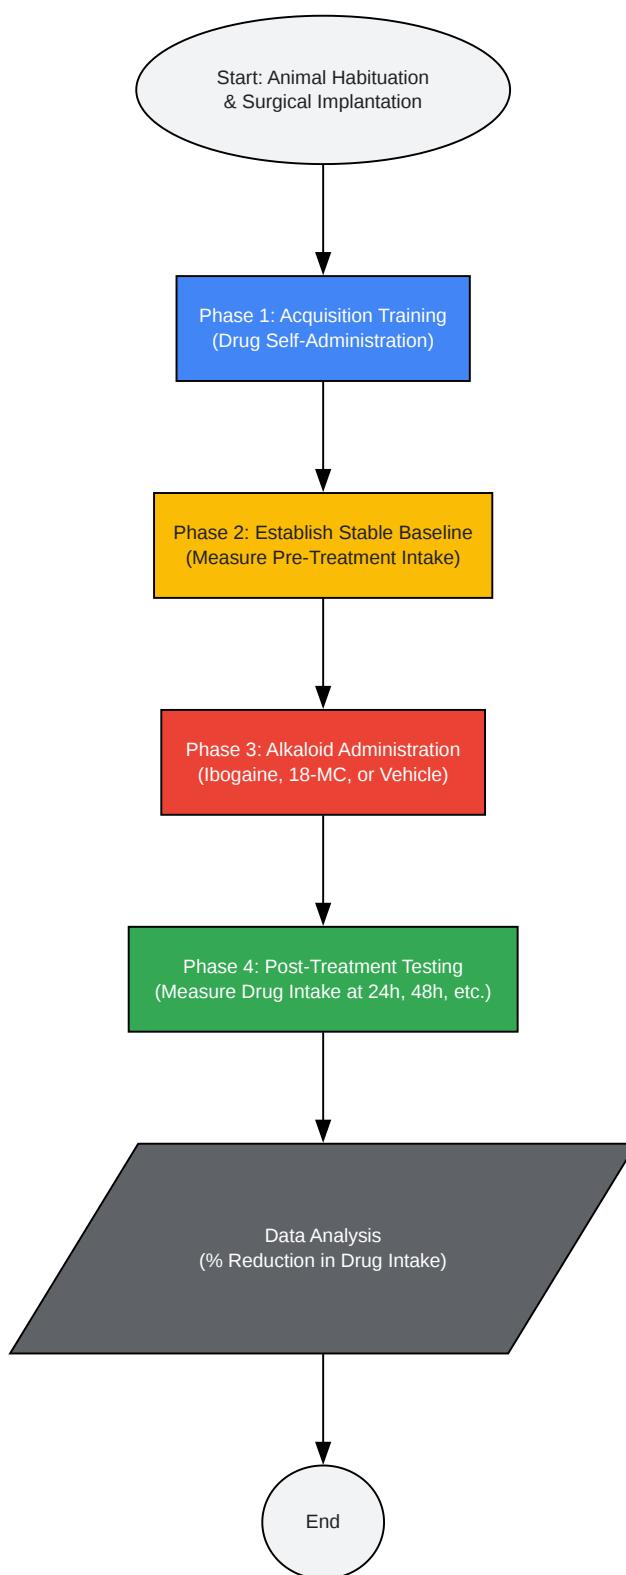 Start: Animal Habituation
& Surgical Implantation
Phase 1: Acquisition Training
(Drug Self-Administration)
Phase 2: Establish Stable Baseline
(Measure Pre-Treatment Intake)
Phase 3: Alkaloid Administration
(Ibogaine, 18-MC, or Vehicle)
Phase 4: Post-Treatment Testing
(Measure Drug Intake at 24h, 48h, etc.)
Data Analysis
(% Reduction in Drug Intake)
End